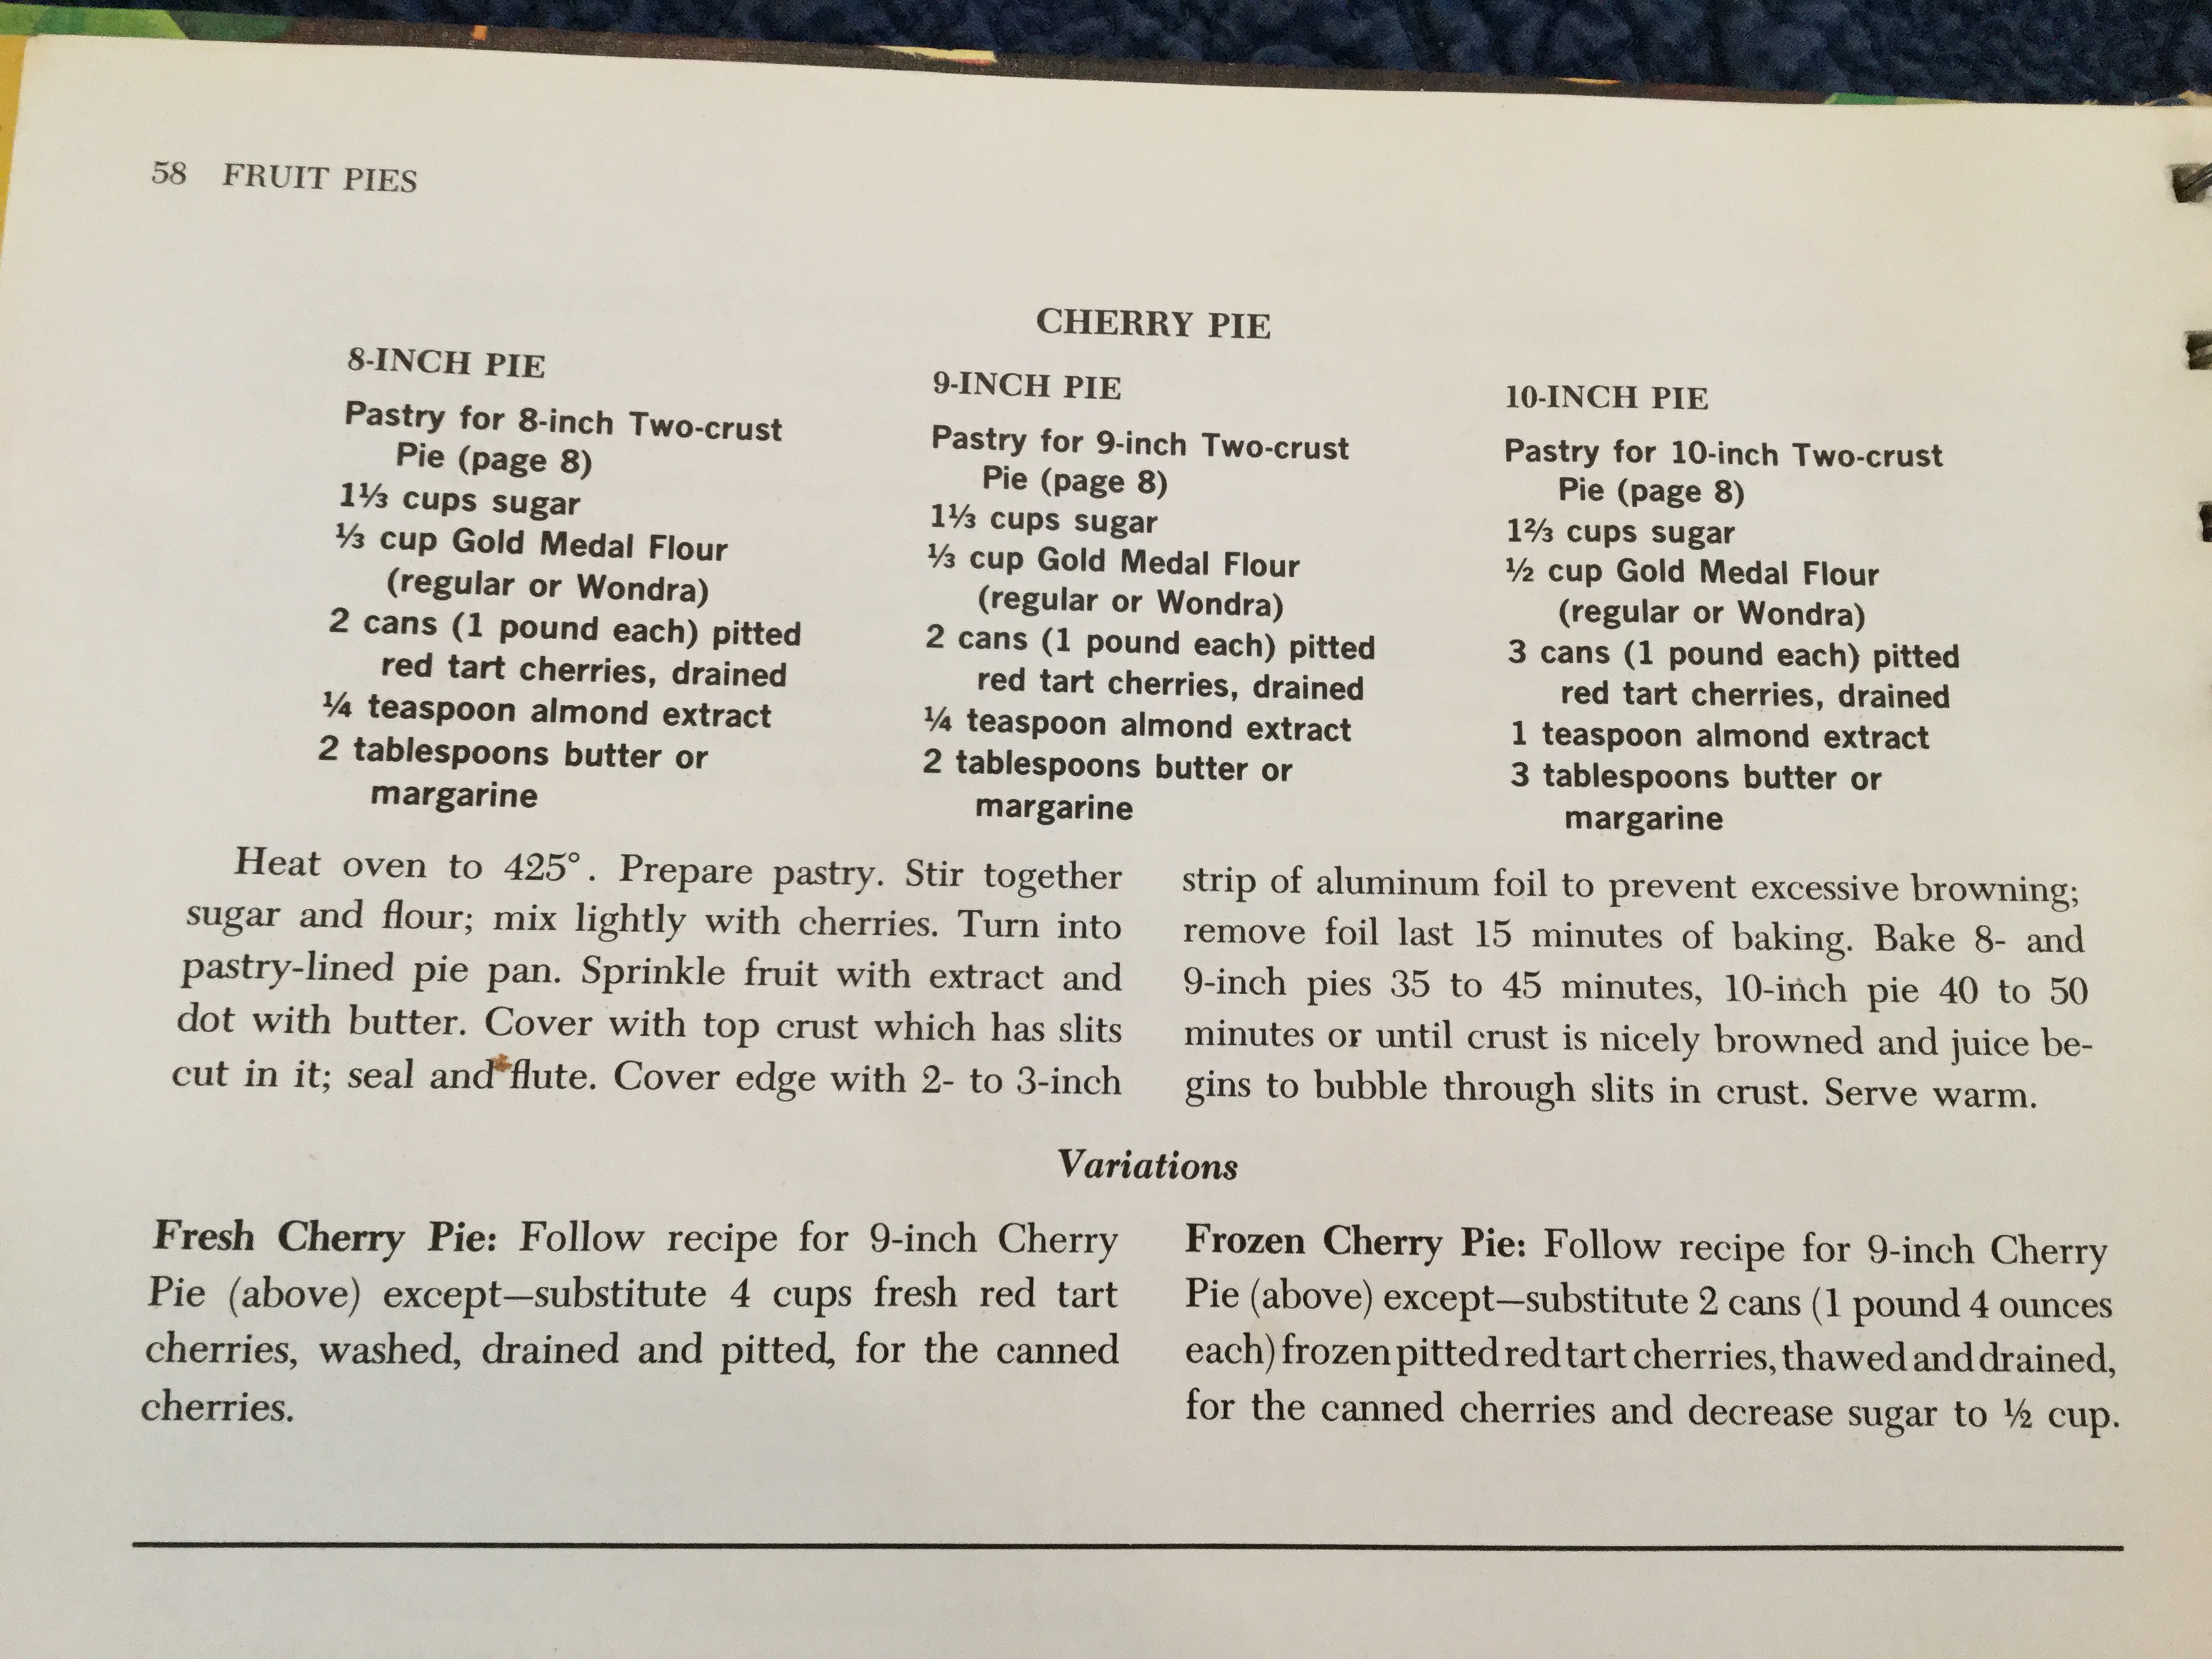 58 FRUIT PIES
CHERRY PIE
8-INCH PIE
Pastry for 8-inch Two-crust
Pie (page 8)
1⅓ cups sugar
⅓ cup Gold Medal Flour
(regular or Wondra)
2 cans (1 pound each) pitted
red tart cherries, drained
¼ teaspoon almond extract
2 tablespoons butter or
margarine
9-INCH PIE
Pastry for 9-inch Two-crust
Pie (page 8)
1⅓ cups sugar
⅓ cup Gold Medal Flour
(regular or Wondra)
2 cans (1 pound each) pitted
red tart cherries, drained
¼ teaspoon almond extract
2 tablespoons butter or
margarine
10-INCH PIE
Pastry for 10-inch Two-crust
Pie (page 8)
1⅔ cups sugar
½ cup Gold Medal Flour
(regular or Wondra)
3 cans (1 pound each) pitted
red tart cherries, drained
1 teaspoon almond extract
3 tablespoons butter or
margarine
Heat oven to 425°. Prepare pastry. Stir together
sugar and flour; mix lightly with cherries. Turn into
pastry-lined pie pan. Sprinkle fruit with extract and
dot with butter. Cover with top crust which has slits
cut in it; seal and flute. Cover edge with 2- to 3-inch
strip of aluminum foil to prevent excessive browning;
remove foil last 15 minutes of baking. Bake 8- and
9-inch pies 35 to 45 minutes, 10-inch pie 40 to 50
minutes or until crust is nicely browned and juice be-
gins to bubble through slits in crust. Serve warm.
Variations
Fresh Cherry Pie: Follow recipe for 9-inch Cherry
Pie (above) except—substitute 4 cups fresh red tart
cherries, washed, drained and pitted, for the canned
cherries.
Frozen Cherry Pie: Follow recipe for 9-inch Cherry
Pie (above) except—substitute 2 cans (1 pound 4 ounces
each) frozen pitted red tart cherries, thawed and drained,
for the canned cherries and decrease sugar to ½ cup.